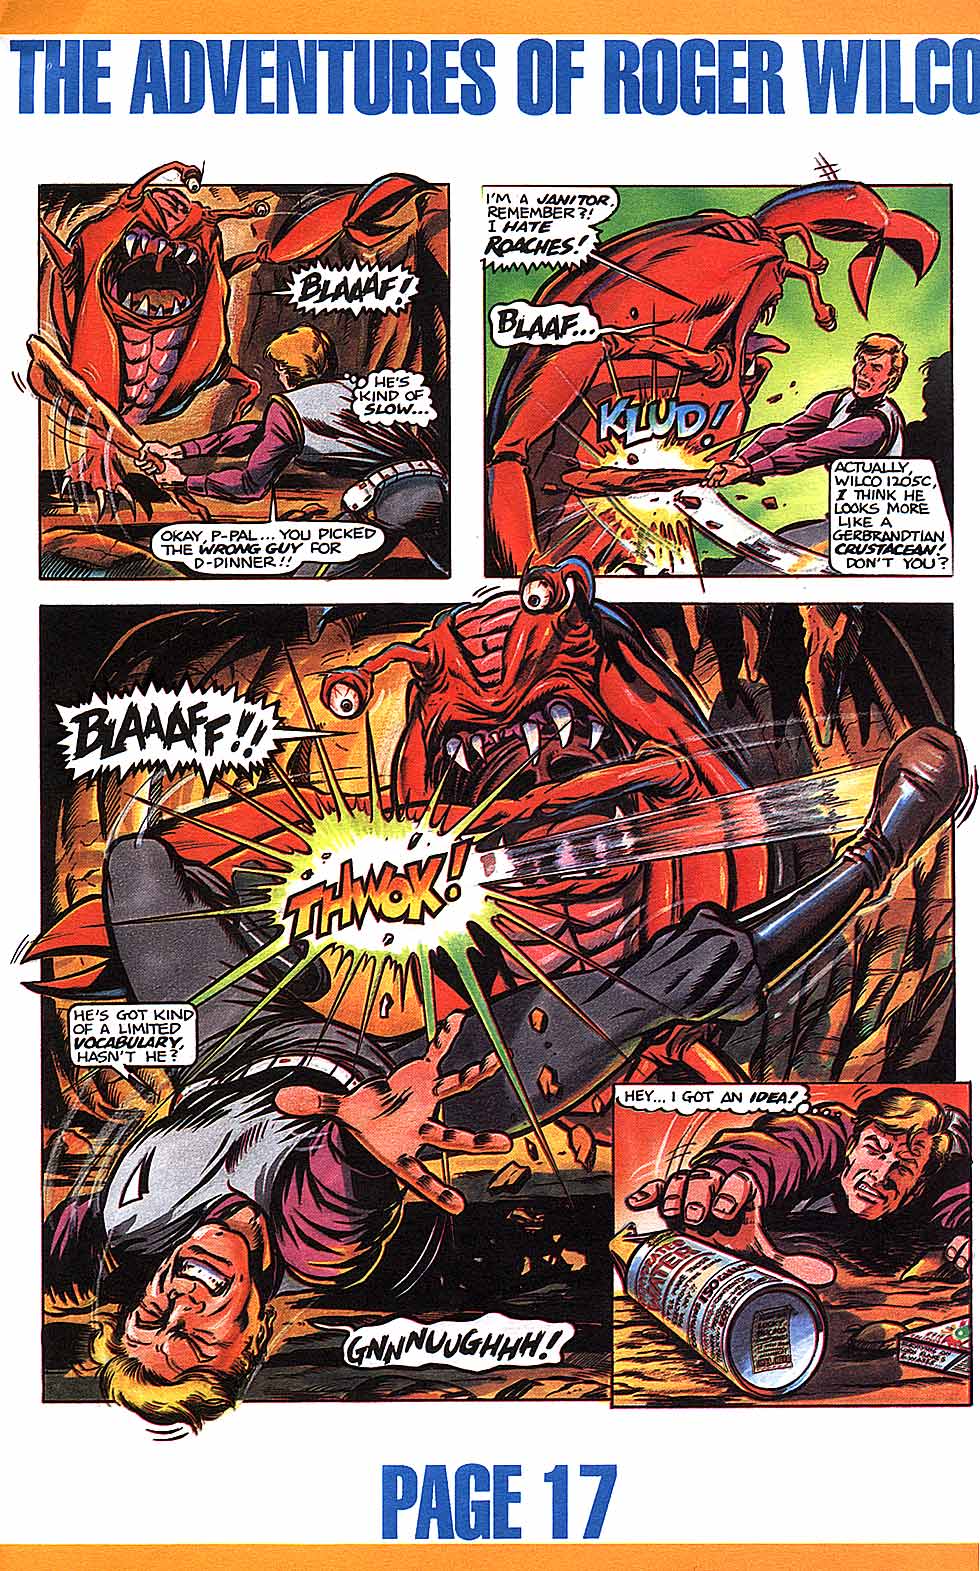 THE ADVENTURES OF ROGER WILCO
BLAAAF!
HE'S
KIND OF
SLOW...
OKAY, P-PAL... YOU PICKED
THE WRONG GUY FOR
D-DINNER!!
I'M A JANITOR,
REMEMBER?!
I HATE
ROACHES!
BLAAF...
KLUD!
ACTUALLY,
WILCO 1205C,
I THINK HE
LOOKS MORE
LIKE A
GERBRANDTIAN
CRUSTACEAN!
DON'T YOU?
BLAAAFF!!
THWOK!
HE'S GOT KIND
OF A LIMITED
VOCABULARY,
HASN'T HE?
GNNNUUGHHH!
HEY... I GOT AN IDEA!
PAGE 17